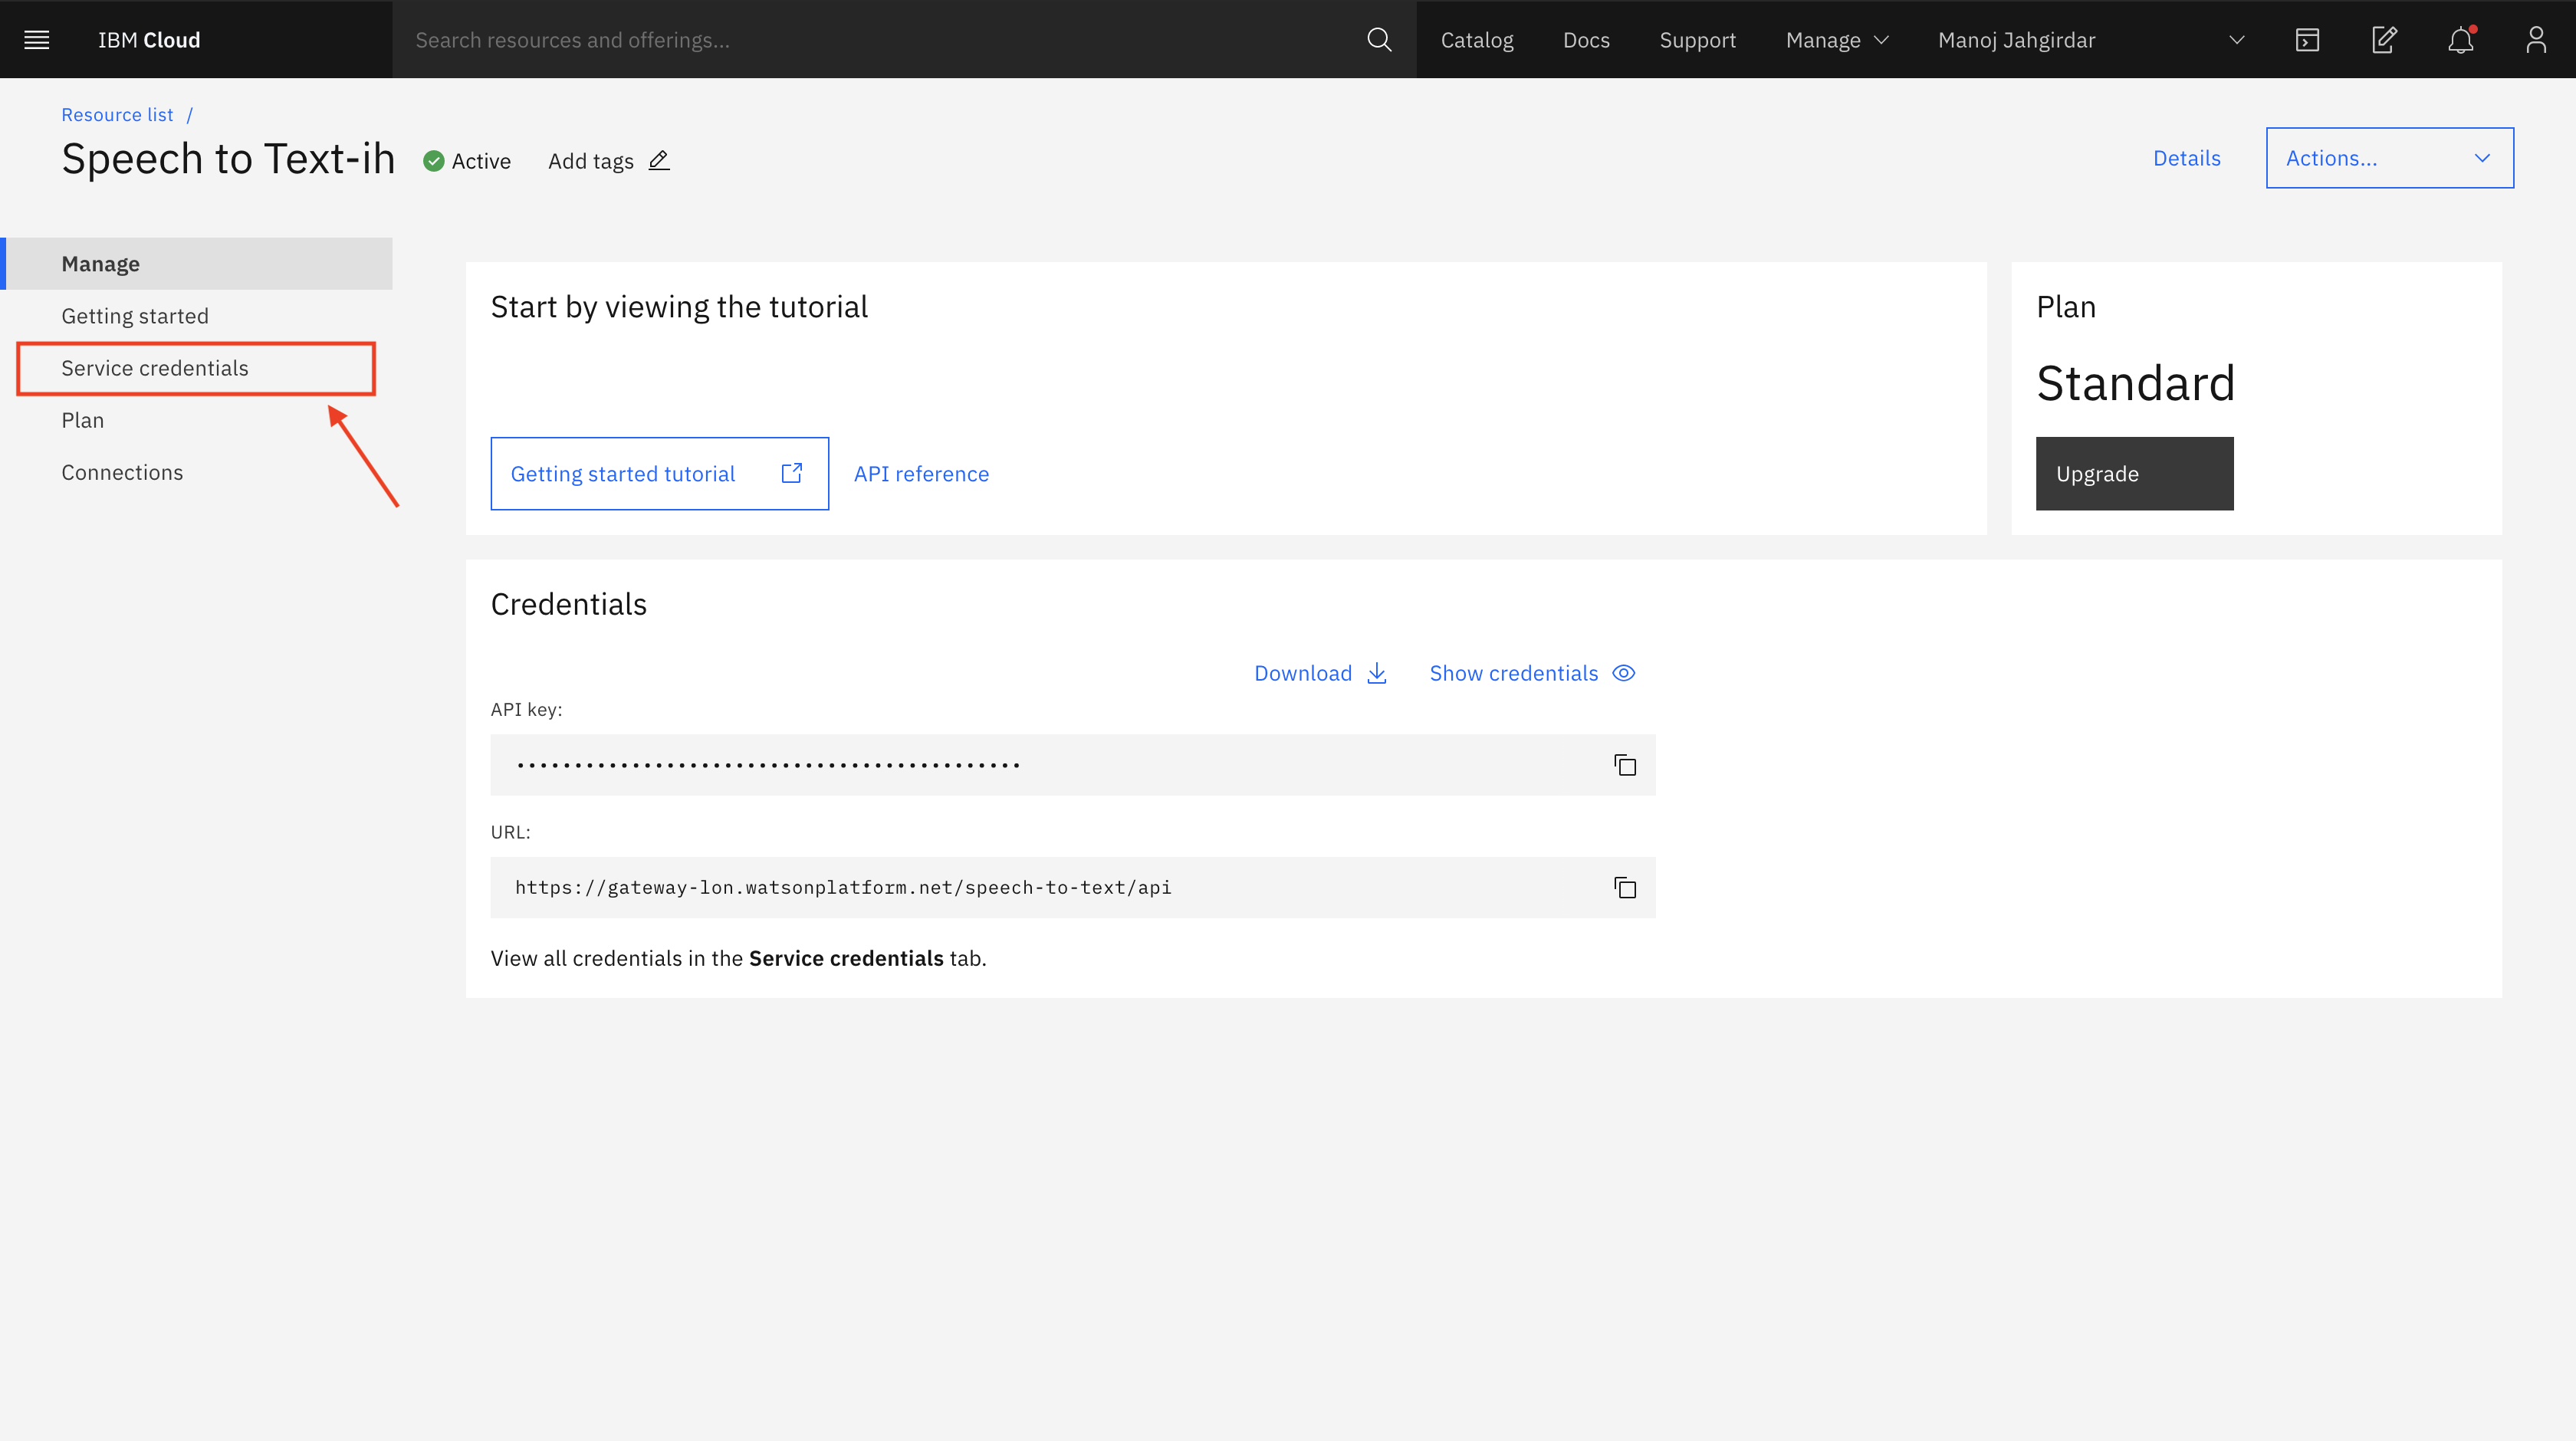 IBM Cloud
Search resources and offerings...
Catalog
Docs
Support
Manage
Manoj Jahgirdar
Resource list /
Speech to Text-ih
Active
Add tags
Details
Actions...
Manage
Getting started
Service credentials
Plan
Connections
Start by viewing the tutorial
Getting started tutorial
API reference
Plan
Standard
Upgrade
Credentials
Download
Show credentials
API key:
••••••••••••••••••••••••••••••••••••••••••••
URL:
https://gateway-lon.watsonplatform.net/speech-to-text/api
View all credentials in the Service credentials tab.